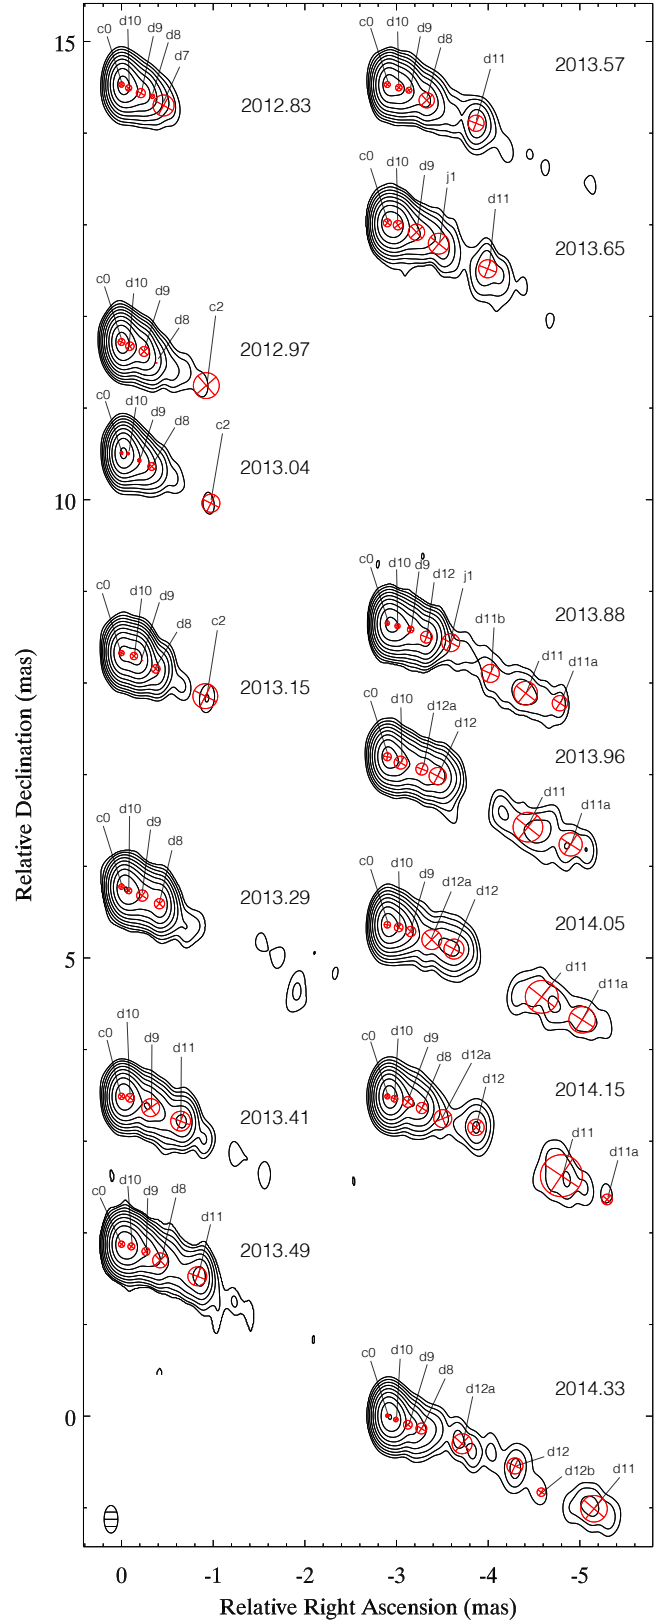 15
c0 d10 d9 d8 d7
2012.83
c0 d10 d9 d8 d11
2013.57
c0 d10 d9 j1 d11
2013.65
c0 d10 d9 d8 c2
2012.97
c0 d10 d9 d8 c2
2013.04
10
c0 d10 d9 d12 j1 d11b d11 d11a
2013.88
c0 d10 d9 d8 c2
2013.15
c0 d10 d12a d12 d11 d11a
2013.96
c0 d10 d9 d8
2013.29
c0 d10 d9 d12a d12 d11 d11a
2014.05
5
c0 d10 d9 d11
2013.41
c0 d10 d9 d8 d12a d12 d11 d11a
2014.15
c0 d10 d9 d8 d11
2013.49
c0 d10 d9 d8 d12a d12 d12b d11
2014.33
0
Relative Declination (mas)
0 -1 -2 -3 -4 -5
Relative Right Ascension (mas)